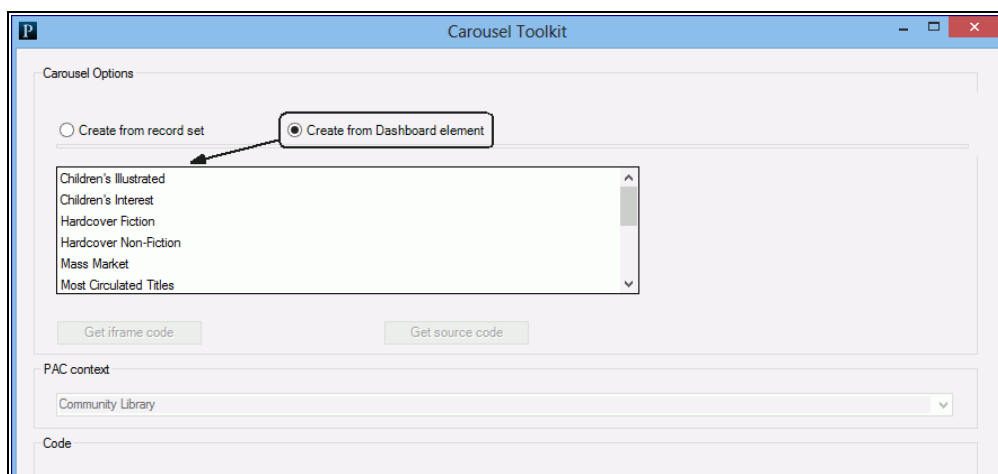 P Carousel Toolkit
Carousel Options
Create from record set Create from Dashboard element
Children's Illustrated
Children's Interest
Hardcover Fiction
Hardcover Non-Fiction
Mass Market
Most Circulated Titles
Get iframe code Get source code
PAC context
Community Library
Code